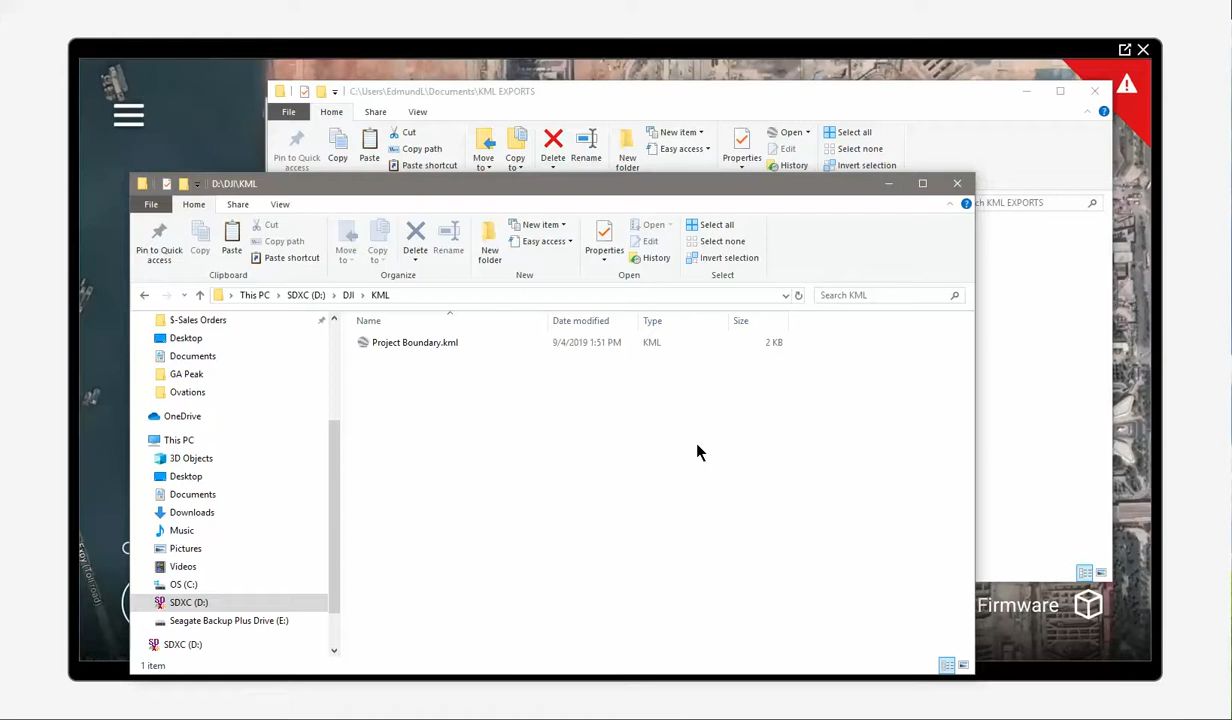 C:\Users\EdmundL\Documents\KML EXPORTS
File Home Share View
Pin to Quick access
Copy
Paste
Cut
Copy path
Paste shortcut
Move to
Copy to
Delete
Rename
New folder
New item
Easy access
Properties
Open
Edit
History
Select all
Select none
Invert selection
ch KML EXPORTS
D:\DJI\KML
File Home Share View
Pin to Quick access
Copy
Paste
Cut
Copy path
Paste shortcut
Clipboard
Move to
Copy to
Delete
Rename
Organize
New folder
New item
Easy access
New
Properties
Open
Edit
History
Open
Select all
Select none
Invert selection
Select
This PC > SDXC (D:) > DJI > KML
Search KML
$-Sales Orders
Desktop
Documents
GA Peak
Ovations
OneDrive
This PC
3D Objects
Desktop
Documents
Downloads
Music
Pictures
Videos
OS (C:)
SDXC (D:)
Seagate Backup Plus Drive (E:)
SDXC (D:)
Name Date modified Type Size
Project Boundary.kml 9/4/2019 1:51 PM KML 2 KB
1 item
(Toll road)
Firmware